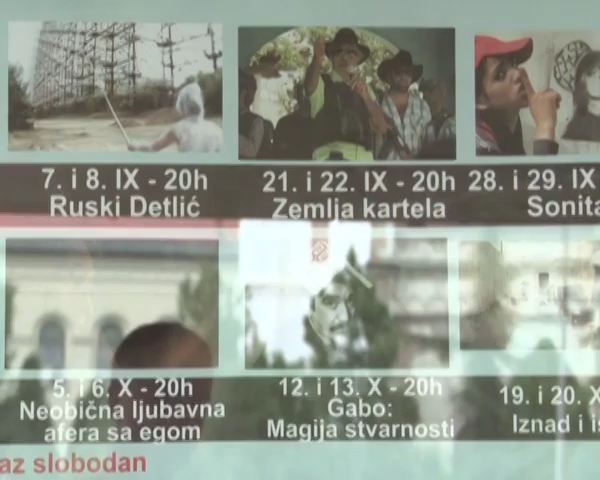 7. i 8. IX - 20h
Ruski Detlić
21. i 22. IX - 20h
Zemlja kartela
28. i 29. IX
Sonita
5. i 6. X - 20h
Neobična ljubavna
afera sa egom
12. i 13. X - 20h
Gabo:
Magija stvarnosti
19. i 20. X
Iznad i
az slobodan